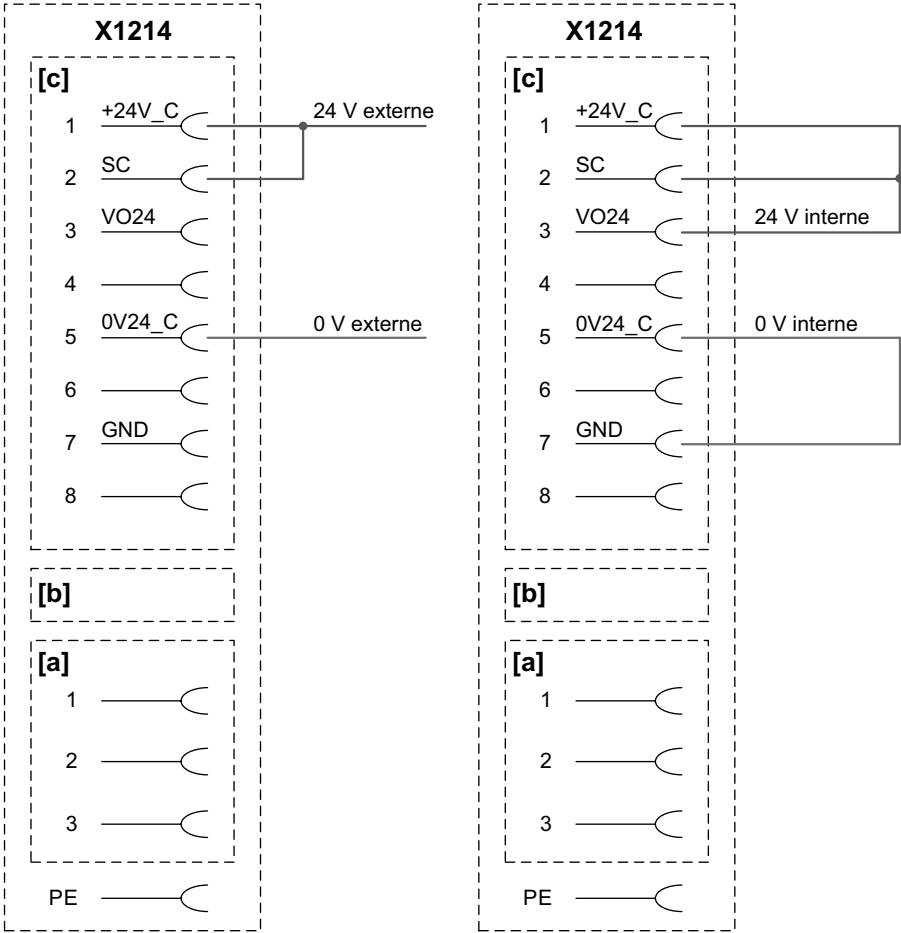 X1214
[c]
1 +24V_C 24 V externe
2 SC
3 VO24
4
5 0V24_C 0 V externe
6
7 GND
8
[b]
[a]
1
2
3
PE
X1214
[c]
1 +24V_C
2 SC
3 VO24 24 V interne
4
5 0V24_C 0 V interne
6
7 GND
8
[b]
[a]
1
2
3
PE